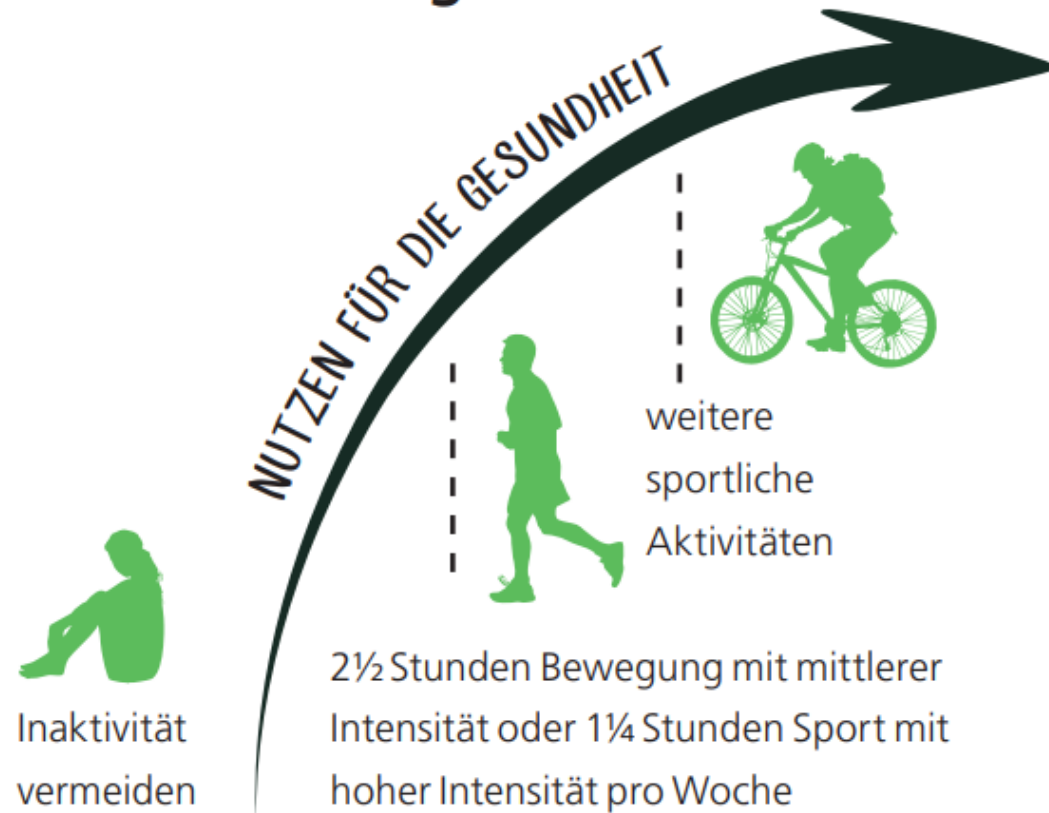 NUTZEN FÜR DIE GESUNDHEIT
weitere
sportliche
Aktivitäten
Inaktivität
vermeiden
2½ Stunden Bewegung mit mittlerer
Intensität oder 1¼ Stunden Sport mit
hoher Intensität pro Woche